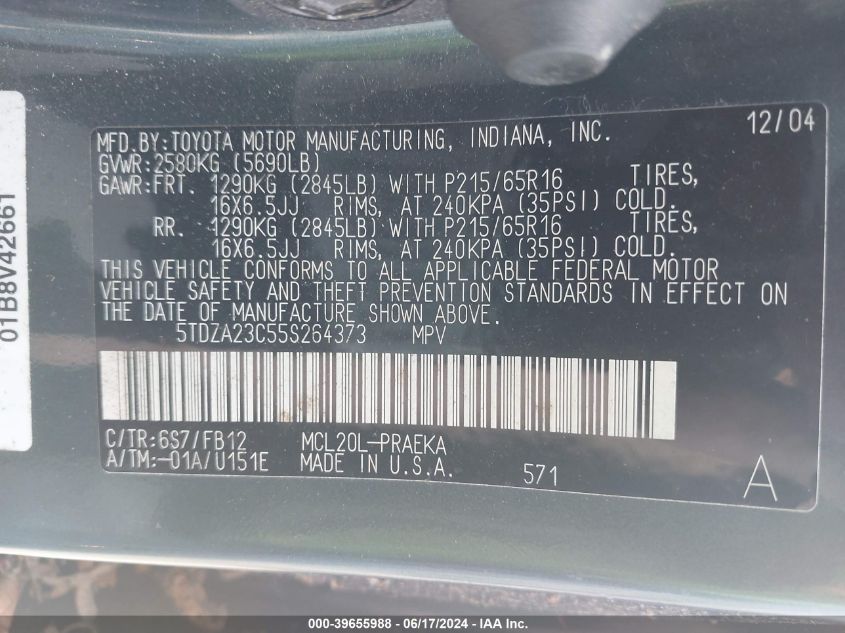 MFD.BY:TOYOTA MOTOR MANUFACTURING, INDIANA, INC. 12/04
GVWR:2580KG (5690LB)
GAWR:FRT. 1290KG (2845LB) WITH P215/65R16 TIRES,
16X6.5JJ RIMS, AT 240KPA (35PSI) COLD.
RR. 1290KG (2845LB) WITH P215/65R16 TIRES,
16X6.5JJ RIMS, AT 240KPA (35PSI) COLD.
THIS VEHICLE CONFORMS TO ALL APPLICABLE FEDERAL MOTOR
VEHICLE SAFETY AND THEFT PREVENTION STANDARDS IN EFFECT ON
THE DATE OF MANUFACTURE SHOWN ABOVE.
5TDZA23C55S264373 MPV
C/TR:6S7/FB12 MCL20L-PRAEKA
A/TM:-01A/U151E MADE IN U.S.A. 571 A
01B8V42661
000-39655988 - 06/17/2024 - IAA Inc.